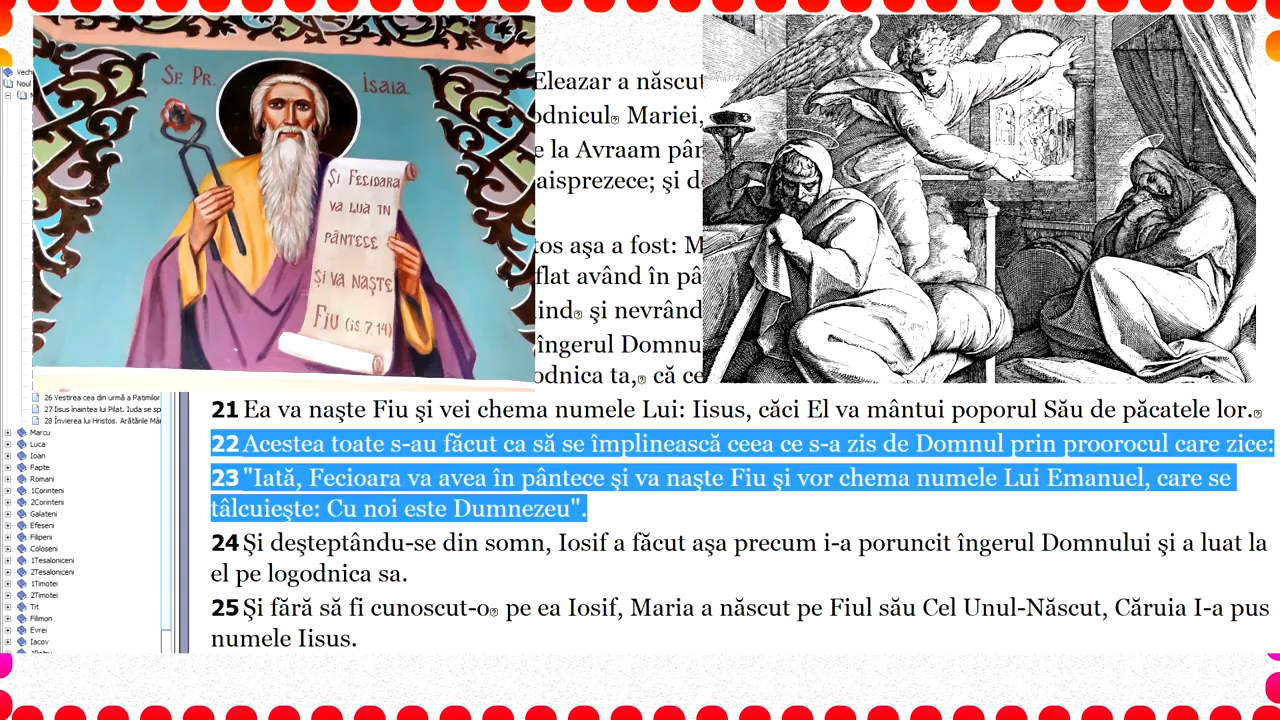 Sf. Pr. Isaia
Și Fecioara
va lua în
pântece
și va naște
Fiu (is. 7.14)
Vech
Noul
Eleazar a născut
odnicul Mariei,
e la Avraam pân
aisprezece; şi d
tos aşa a fost: M
flat având în pâ
ind şi nevrând
îngerul Domnu
odnica ta, că ce
21 Ea va naşte Fiu şi vei chema numele Lui: Iisus, căci El va mântui poporul Său de păcatele lor.
22 Acestea toate s-au făcut ca să se împlinească ceea ce s-a zis de Domnul prin proorocul care zice:
23 "Iată, Fecioara va avea în pântece şi va naşte Fiu şi vor chema numele Lui Emanuel, care se
tâlcuieşte: Cu noi este Dumnezeu".
24 Şi deşteptându-se din somn, Iosif a făcut aşa precum i-a poruncit îngerul Domnului şi a luat la
el pe logodnica sa.
25 Şi fără să fi cunoscut-o pe ea Iosif, Maria a născut pe Fiul său Cel Unul-Născut, Căruia I-a pus
numele Iisus.
26 Vestirea cea din urmă a Patimilor
27 Iisus înaintea lui Pilat. Iuda se sp
28 Învierea lui Hristos. Arătările Mân
Marcu
Luca
Ioan
Fapte
Romani
1Corinteni
2Corinteni
Galateni
Efeseni
Filipeni
Coloseni
1Tesaloniceni
2Tesaloniceni
1Timotei
2Timotei
Tit
Filimon
Evrei
Iacov